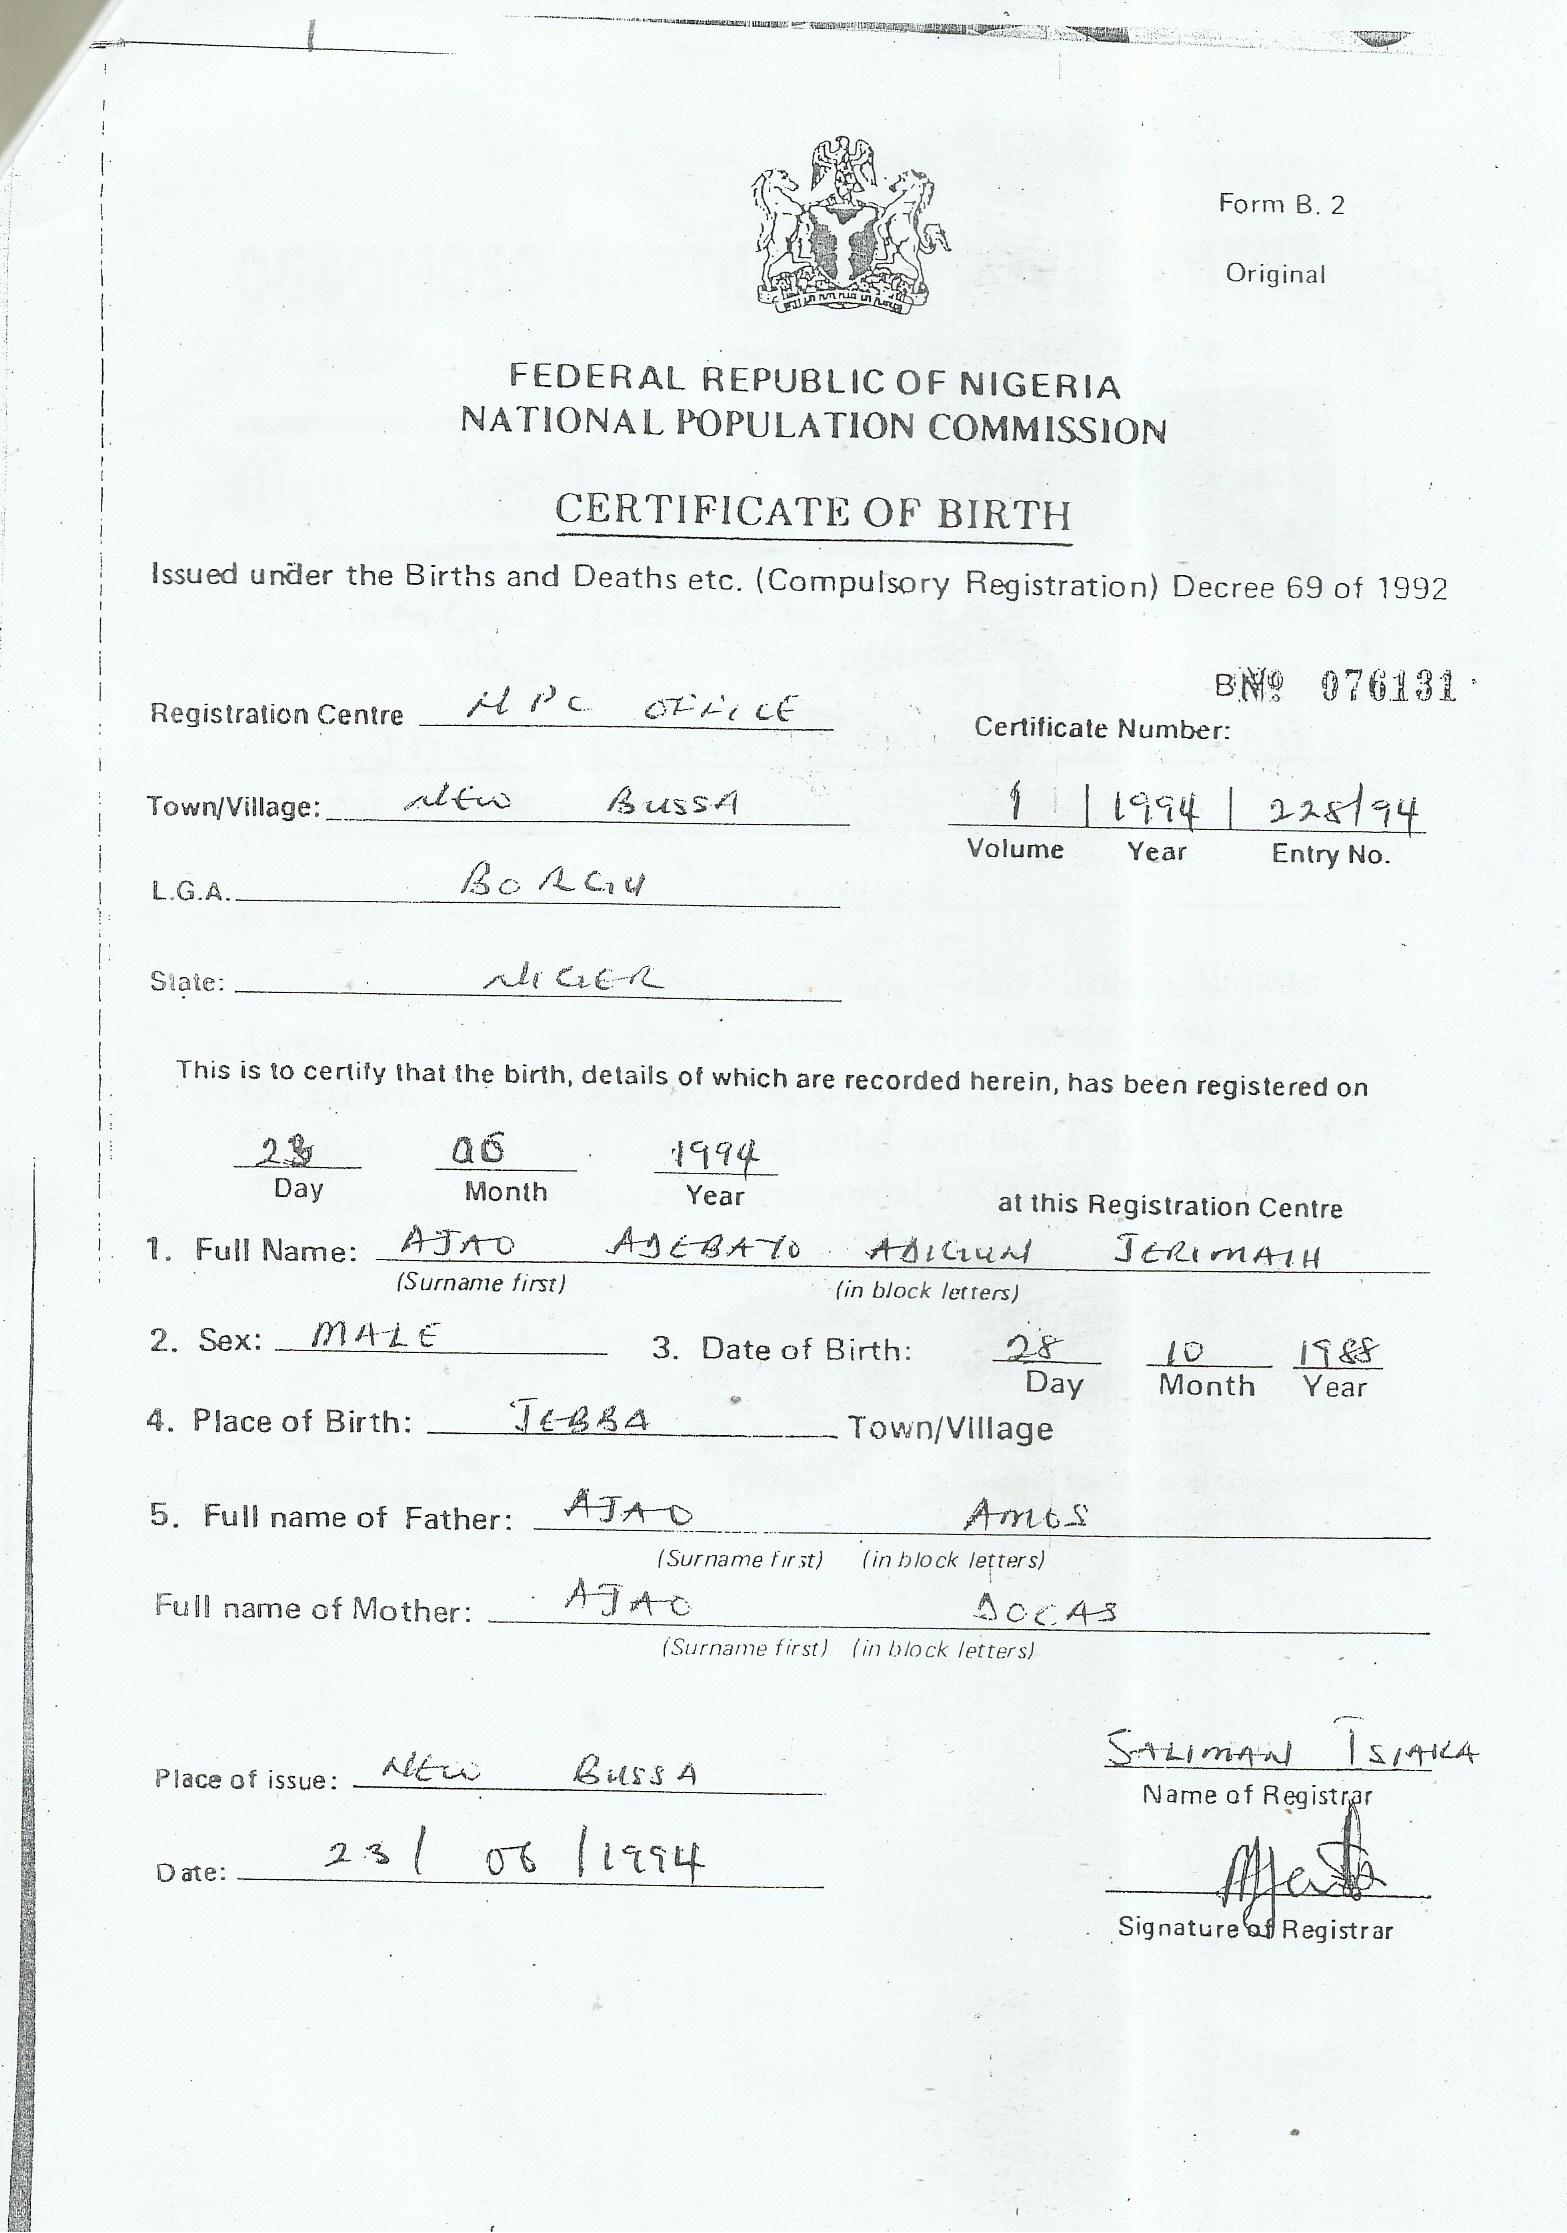 Form B. 2
Original
FEDERAL REPUBLIC OF NIGERIA
NATIONAL POPULATION COMMISSION
CERTIFICATE OF BIRTH
Issued under the Births and Deaths etc. (Compulsory Registration) Decree 69 of 1992
BNº 076131
Registration Centre NPC OFFICE
Certificate Number:
Town/Village: NEW BUSSA
1 | 1994 | 228/94
Volume Year Entry No.
L.G.A. BORGU
State: NIGER
This is to certify that the birth, details of which are recorded herein, has been registered on
23 06 1994
Day Month Year at this Registration Centre
1. Full Name: AJAO ADEBAYO ADIGUN JERIMAIH
(Surname first) (in block letters)
2. Sex: MALE 3. Date of Birth: 28 10 1988
Day Month Year
4. Place of Birth: JEBBA Town/Village
5. Full name of Father: AJAO AMOS
(Surname first) (in block letters)
Full name of Mother: AJAO DOCAS
(Surname first) (in block letters)
SALIMAN ISIAKA
Place of issue: NEW BUSSA
Name of Registrar
Date: 23/ 06 /1994
Signature of Registrar